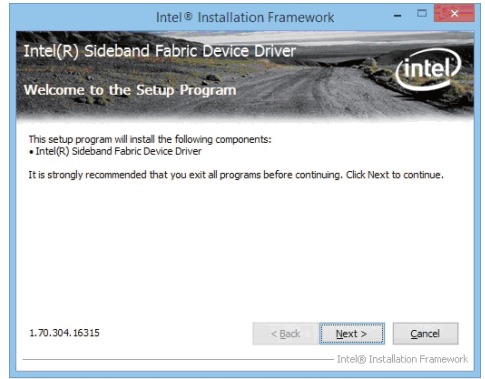 Intel® Installation Framework
Intel(R) Sideband Fabric Device Driver
Welcome to the Setup Program
intel
This setup program will install the following components:
• Intel(R) Sideband Fabric Device Driver
It is strongly recommended that you exit all programs before continuing. Click Next to continue.
1.70.304.16315
< Back
Next >
Cancel
Intel® Installation Framework